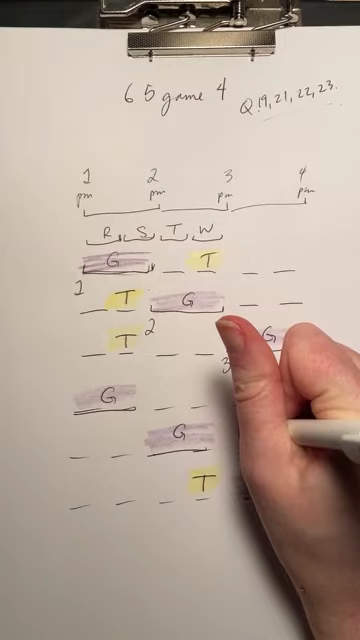 65 game 4
Q.19, 21, 22, 23.
1 2 3 4
pm pm pm pm
R S T W
G T
1 T G
T 2 G
3
G
G
T